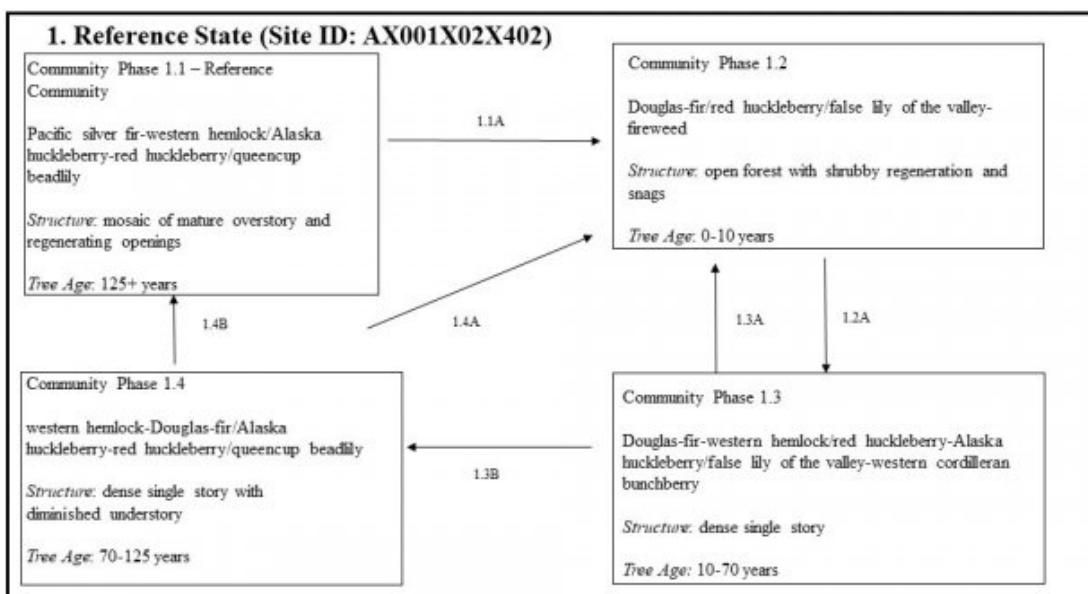 1. Reference State (Site ID: AX001X02X402)
Community Phase 1.1 – Reference
Community
Pacific silver fir-western hemlock/Alaska
huckleberry-red huckleberry/queencup
beadlily
Structure: mosaic of mature overstory and
regenerating openings
Tree Age: 125+ years
1.1A
Community Phase 1.2
Douglas-fir/red huckleberry/false lily of the valley-
fireweed
Structure: open forest with shrubby regeneration and
snags
Tree Age: 0-10 years
1.4B
1.4A
1.3A
1.2A
Community Phase 1.4
western hemlock-Douglas-fir/Alaska
huckleberry-red huckleberry/queencup beadlily
Structure: dense single story with
diminished understory
Tree Age: 70-125 years
1.3B
Community Phase 1.3
Douglas-fir-western hemlock/red huckleberry-Alaska
huckleberry/false lily of the valley-western cordilleran
bunchberry
Structure: dense single story
Tree Age: 10-70 years